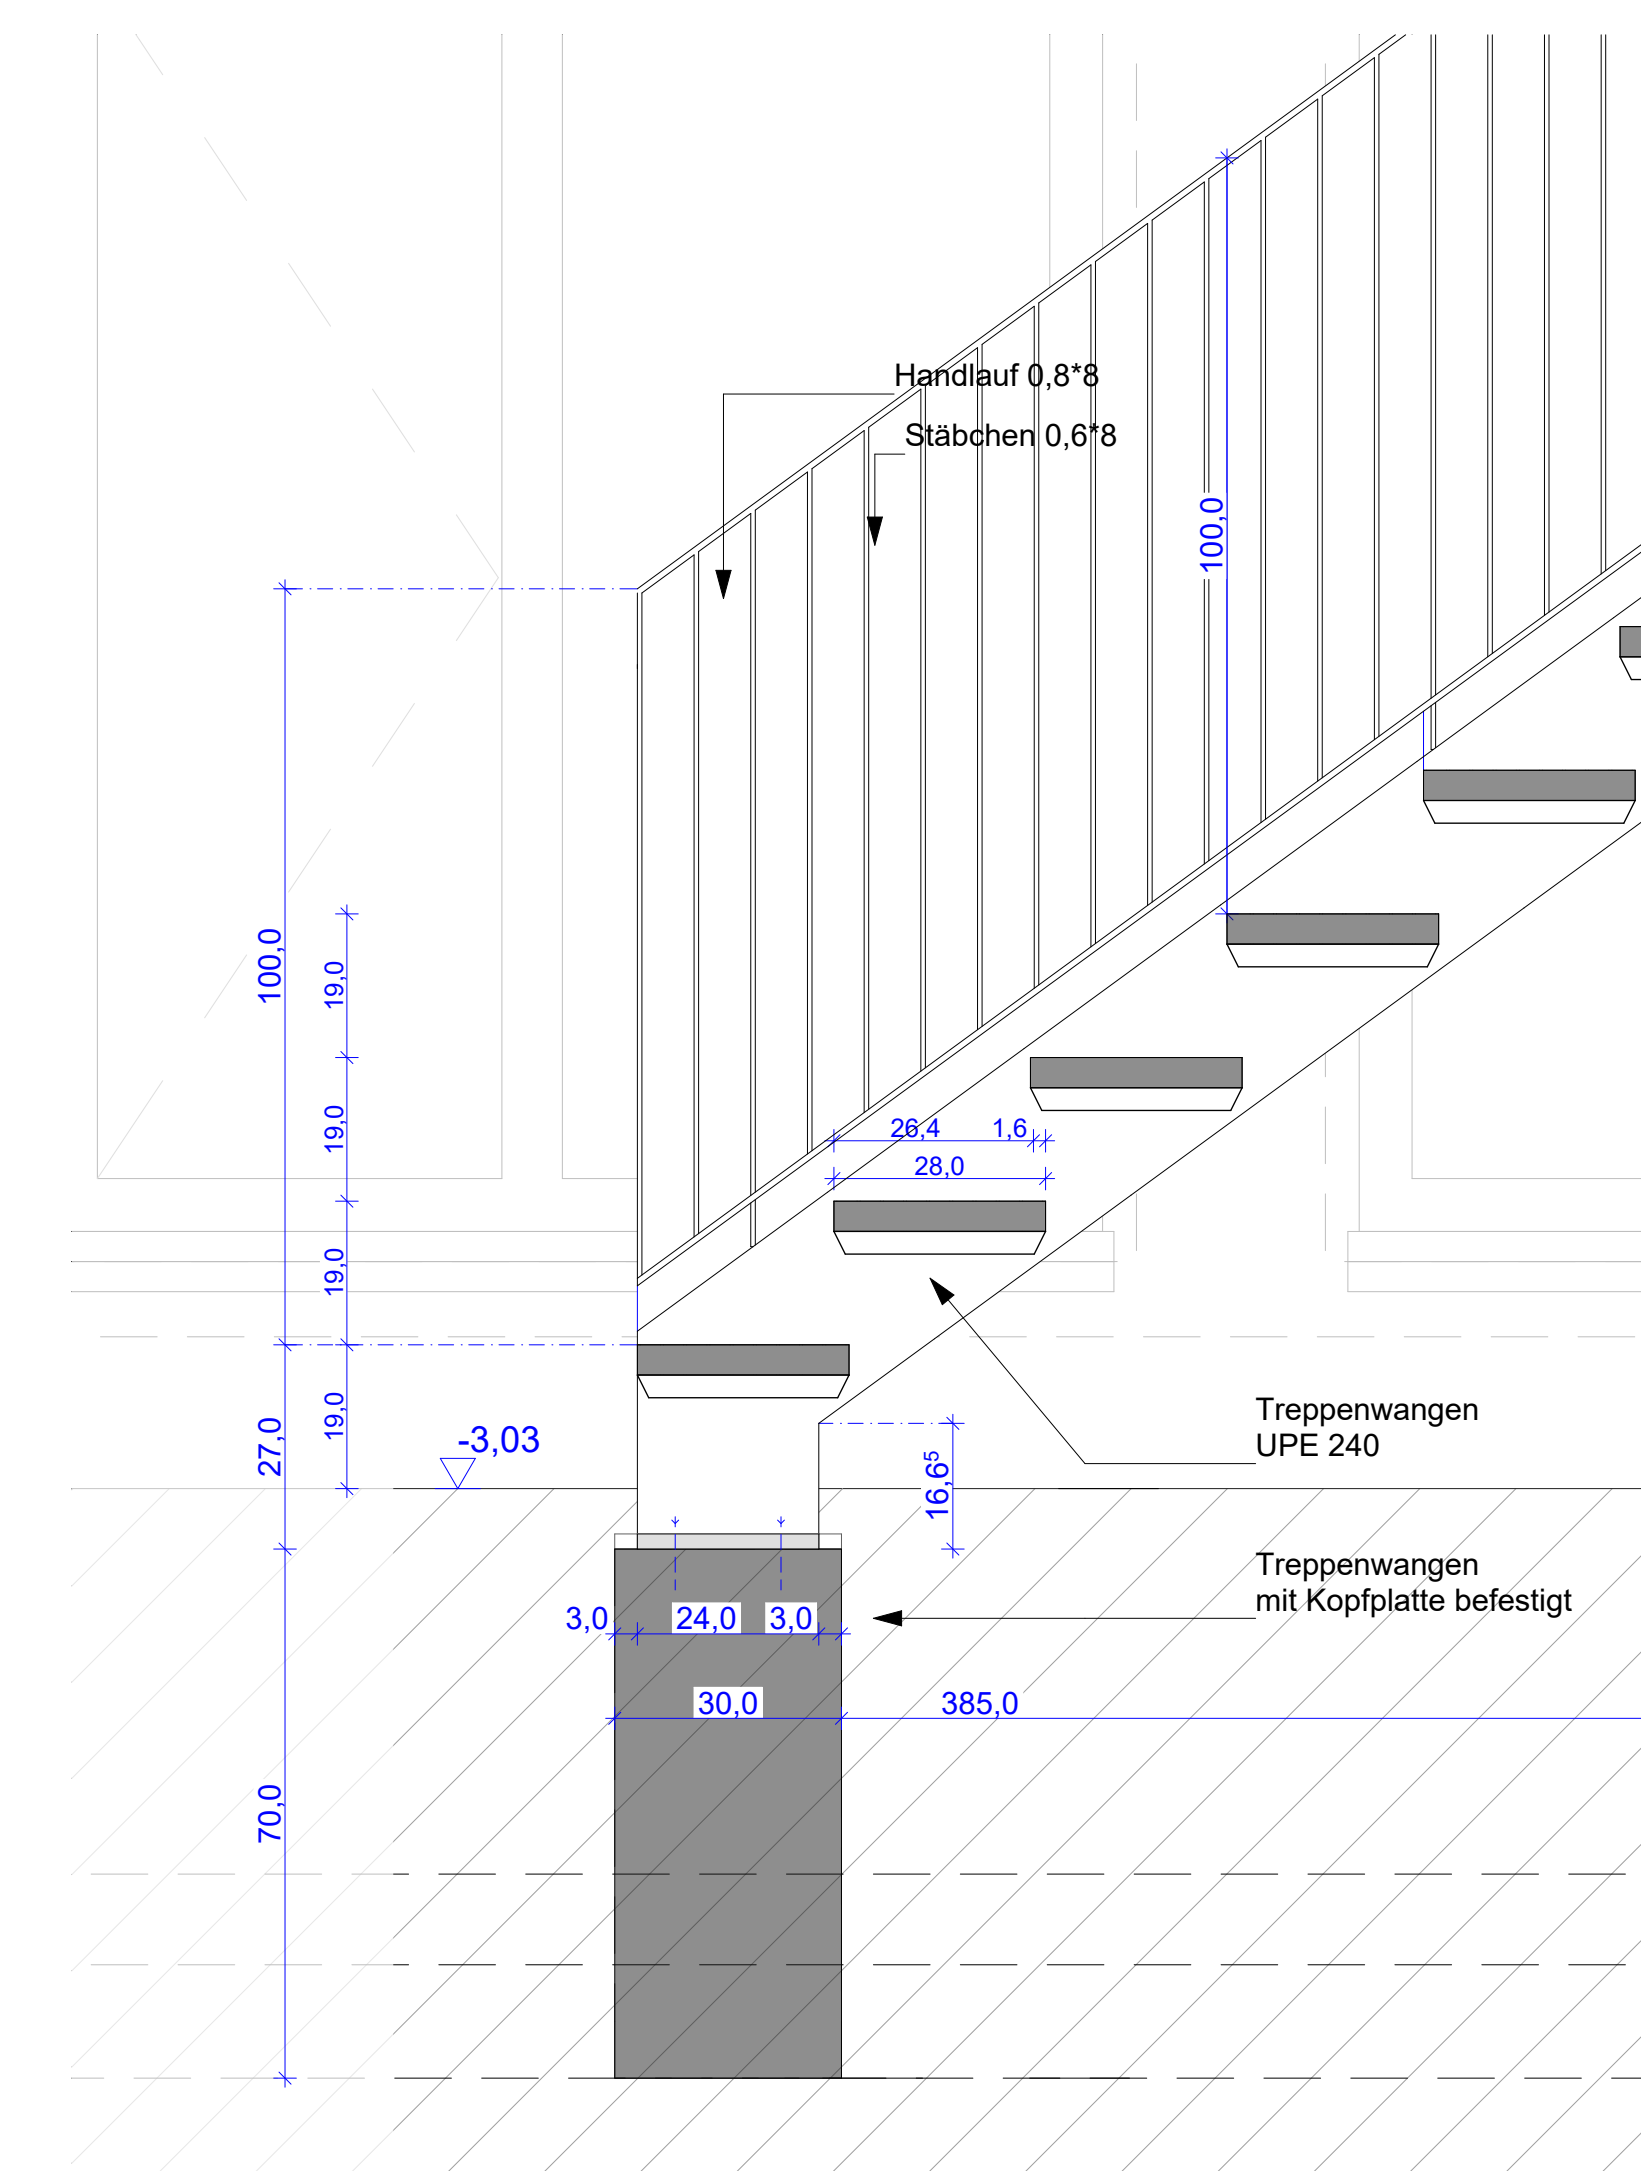 Handlauf 0,8*8
Stäbchen 0,6*8
100,0
100,0
19,0
19,0
26,4 1,6
28,0
19,0
19,0
27,0
-3,03
Treppenwangen
UPE 240
16,6⁵
Treppenwangen
mit Kopfplatte befestigt
3,0 24,0 3,0
30,0 385,0
70,0